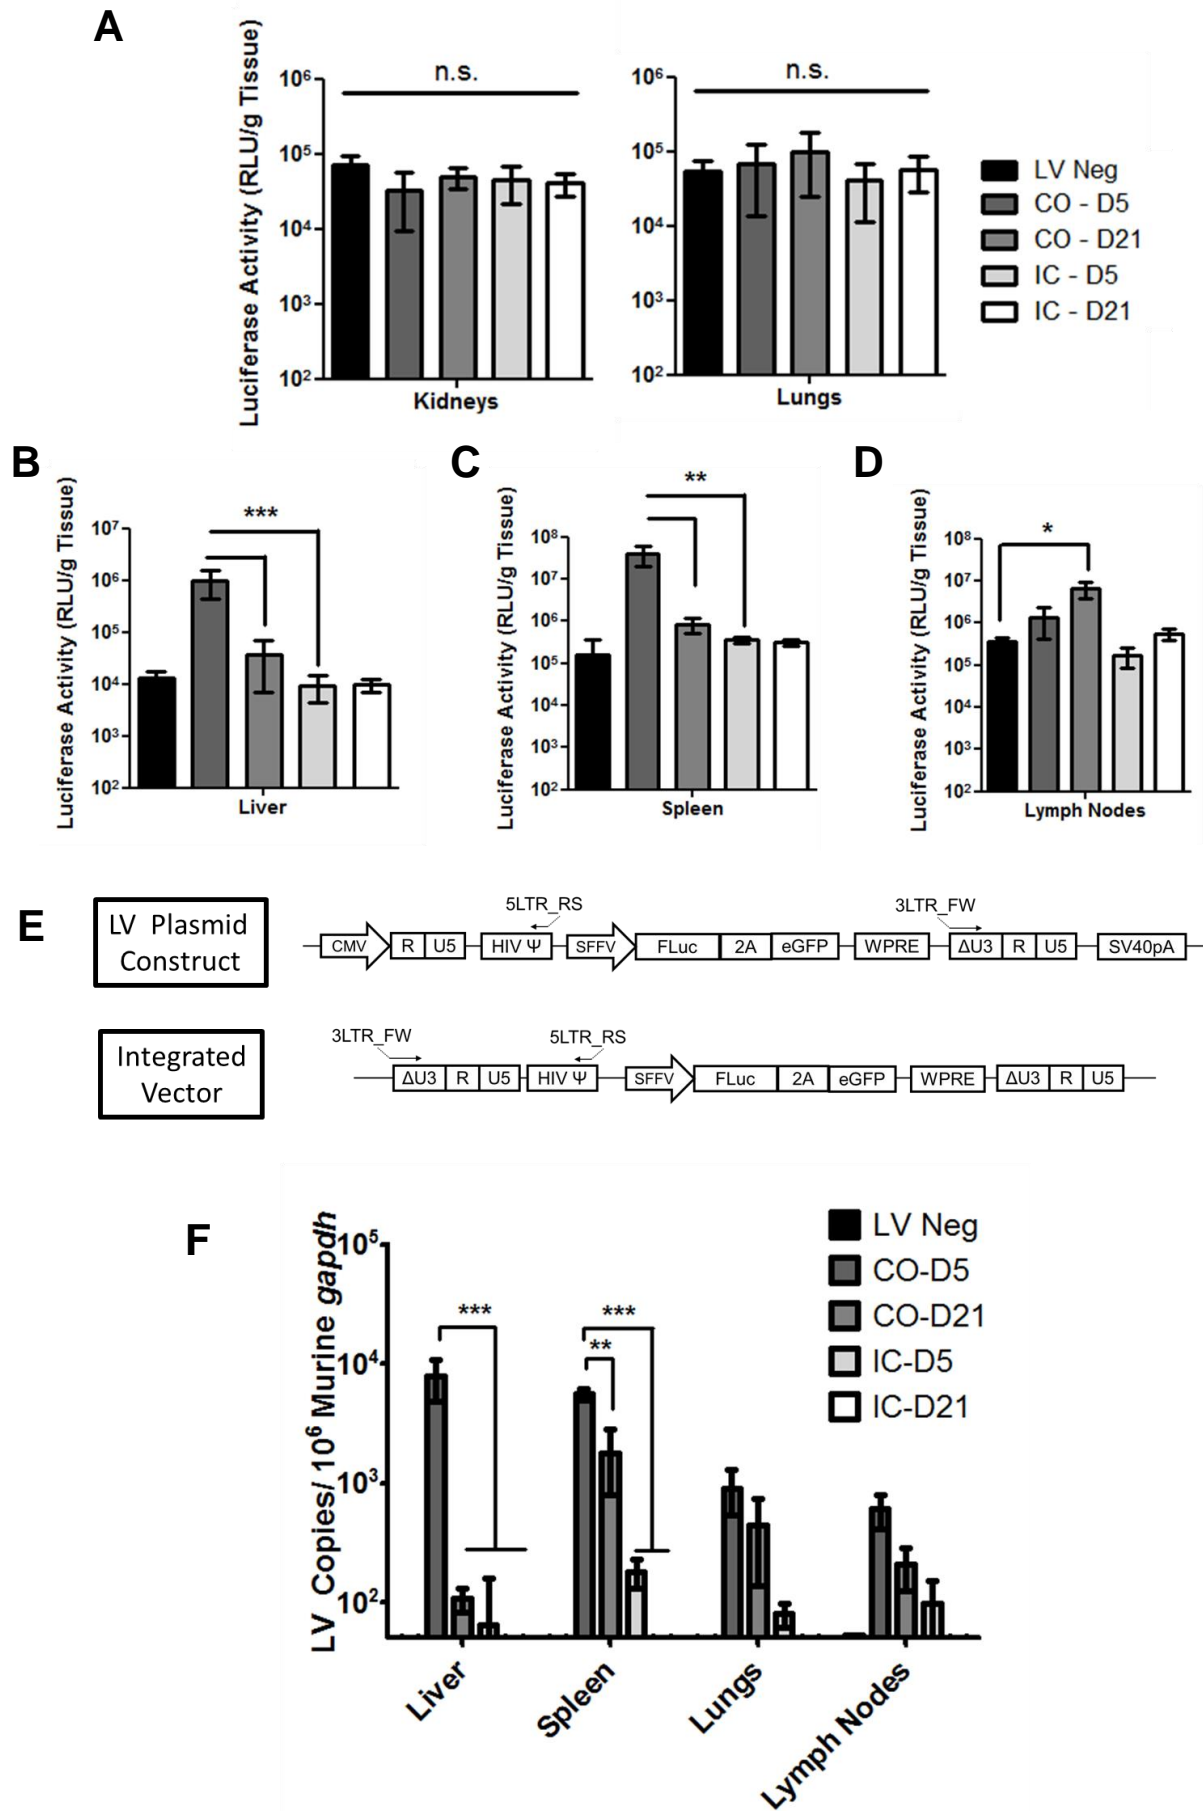 A
Luciferase Activity (RLU/g Tissue)
10⁶
10⁵
10⁴
10³
10²
n.s.
Kidneys
10⁶
10⁵
10⁴
10³
10²
n.s.
Lungs
LV Neg
CO - D5
CO - D21
IC - D5
IC - D21
B
Luciferase Activity (RLU/g Tissue)
10⁷
10⁶
10⁵
10⁴
10³
10²
***
Liver
C
Luciferase Activity (RLU/g Tissue)
10⁸
10⁷
10⁶
10⁵
10⁴
10³
10²
**
Spleen
D
Luciferase Activity (RLU/g Tissue)
10⁸
10⁷
10⁶
10⁵
10⁴
10³
10²
*
Lymph Nodes
E
LV Plasmid
Construct
5LTR_RS
3LTR_FW
CMV R U5 HIV Ψ SFFV FLuc 2A eGFP WPRE ΔU3 R U5 SV40pA
Integrated
Vector
3LTR_FW
5LTR_RS
ΔU3 R U5 HIV Ψ SFFV FLuc 2A eGFP WPRE ΔU3 R U5
F
LV Copies/ 10⁶ Murine gapdh
10⁵
10⁴
10³
10²
***
***
**
LV Neg
CO-D5
CO-D21
IC-D5
IC-D21
Liver
Spleen
Lungs
Lymph Nodes